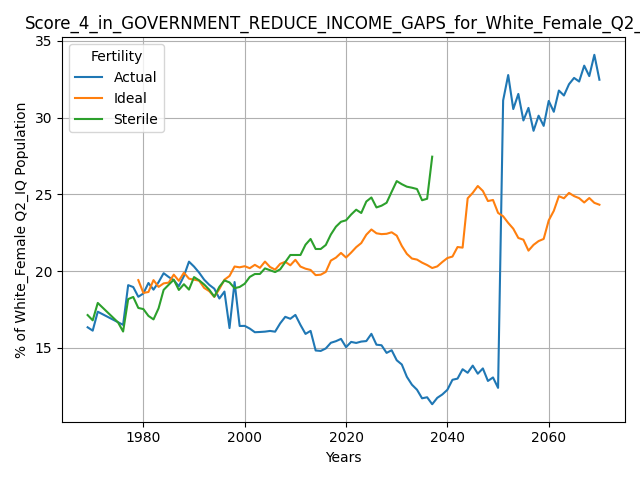 Score_4_in_GOVERNMENT_REDUCE_INCOME_GAPS_for_White_Female_Q2_
Fertility
Actual
Ideal
Sterile
35
30
25
20
15
% of White_Female Q2_IQ Population
1980
2000
2020
2040
2060
Years